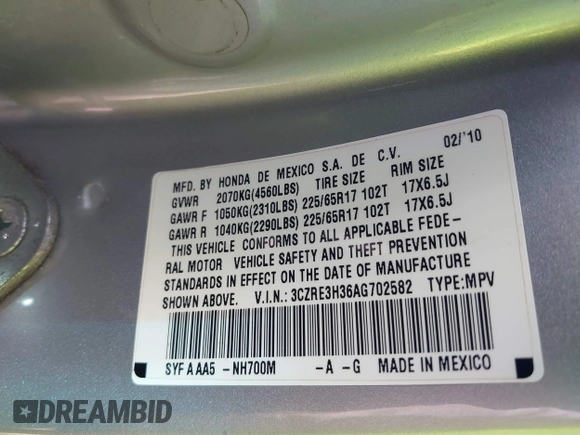 MFD. BY HONDA DE MEXICO S.A. DE C.V. 02/'10
GVWR 2070KG(4560LBS) TIRE SIZE RIM SIZE
GAWR F 1050KG(2310LBS) 225/65R17 102T 17X6.5J
GAWR R 1040KG(2290LBS) 225/65R17 102T 17X6.5J
THIS VEHICLE CONFORMS TO ALL APPLICABLE FEDE-
RAL MOTOR VEHICLE SAFETY AND THEFT PREVENTION
STANDARDS IN EFFECT ON THE DATE OF MANUFACTURE
SHOWN ABOVE. V.I.N.: 3CZRE3H36AG702582 TYPE:MPV
SYF A AA5 -NH700M -A -G MADE IN MEXICO
DREAMBID